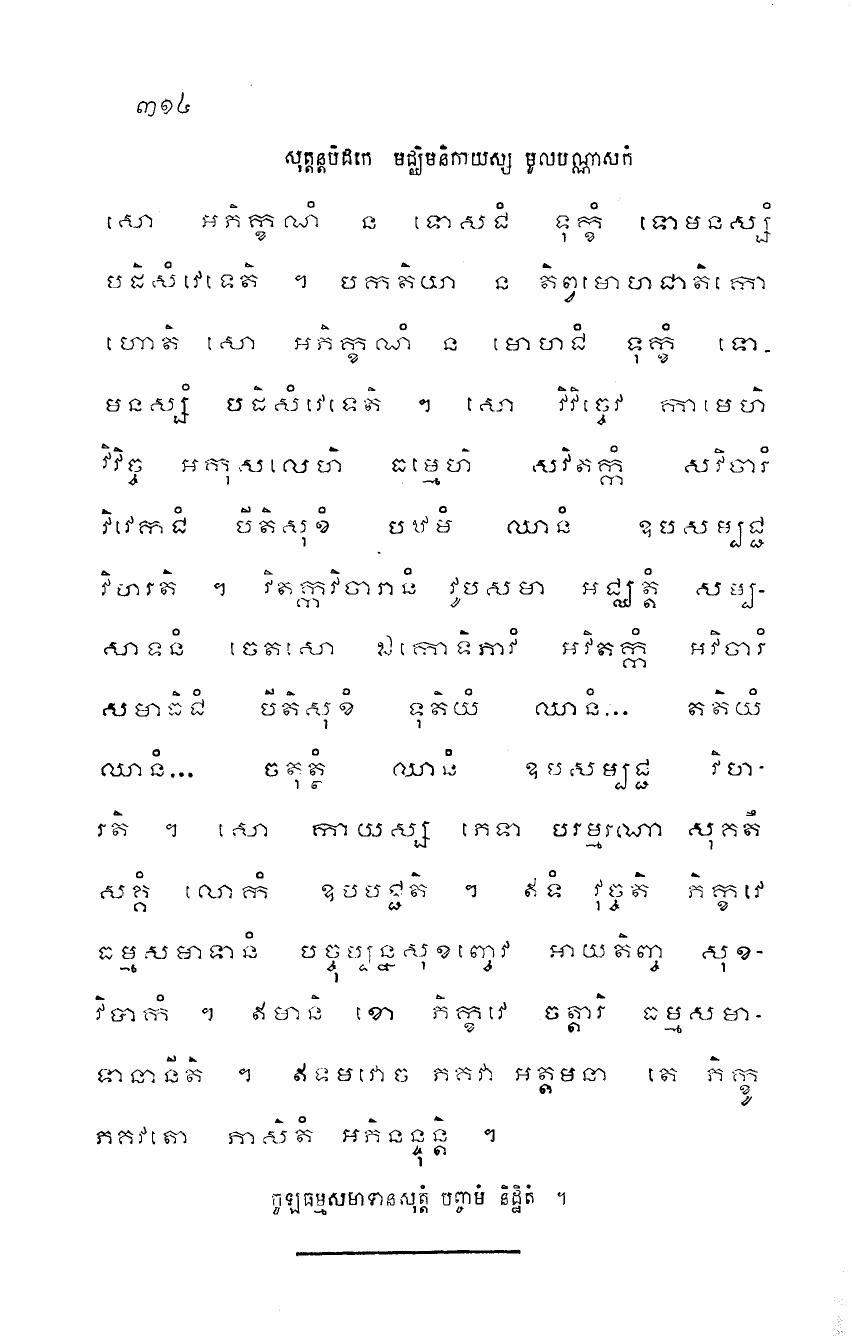 ៣១៤
សុត្តន្តបិដកេ មជ្ឈិមនិកាយស្ស មូលបណ្ណាសកំ
សោ អភិក្ខណំ ន ទោសជំ ទុក្ខំ ទោមនស្សំ
បដិសំវេទេតិ ។ បកតិយា ន តិព្វមោហជាតិកោ
ហោតិ សោ អភិក្ខណំ ន មោហជំ ទុក្ខំ ទោ-
មនស្សំ បដិសំវេទេតិ ។ សោ វិវិច្ចេវ កាមេហិ
វិវិច្ច អកុសលេហិ ធម្មេហិ សវិតក្កំ សវិចារំ
វិវេកជំ បីតិសុខំ បឋមំ ឈានំ ឧបសម្បជ្ជ
វិហរតិ ។ វិតក្កវិចារានំ វូបសមា អជ្ឈត្តំ សម្ប-
សាទនំ ចេតសោ ឯកោទិភាវំ អវិតក្កំ អវិចារំ
សមាធិជំ បីតិសុខំ ទុតិយំ ឈានំ... តតិយំ
ឈានំ... ចតុត្ថំ ឈានំ ឧបសម្បជ្ជ វិហ-
រតិ ។ សោ កាយស្ស ភេទា បរម្មរណា សុគតឹ
សគ្គំ លោកំ ឧបបជ្ជតិ ។ ឥទំ វុច្ចតិ ភិក្ខវេ
ធម្មសមាទានំ បច្ចុប្បន្នសុខញ្ចេវ អាយតិញ្ច សុខ-
វិបាកំ ។ ឥមានិ ខោ ភិក្ខវេ ចត្តារិ ធម្មសមា-
ទានានីតិ ។ ឥទមវោច ភគវា អត្តមនា តេ ភិក្ខូ
ភគវតោ ភាសិតំ អភិនន្ទុន្តិ ។
ចូឡធម្មសមាទានសុត្តំ បញ្ចមំ និដ្ឋិតំ ។